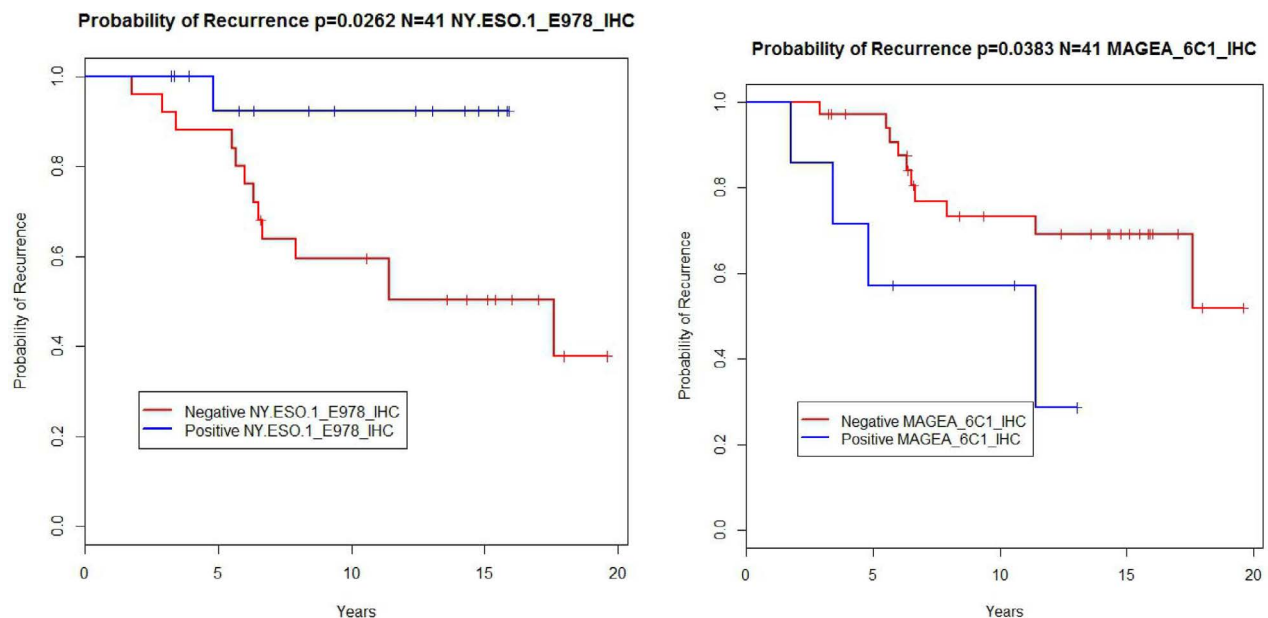 Probability of Recurrence p=0.0262 N=41 NY.ESO.1_E978_IHC
Probability of Recurrence
1.0
0.8
0.6
0.4
0.2
0.0
Negative NY.ESO.1_E978_IHC
Positive NY.ESO.1_E978_IHC
0 5 10 15 20
Years
Probability of Recurrence p=0.0383 N=41 MAGEA_6C1_IHC
Probability of Recurrence
1.0
0.8
0.6
0.4
0.2
0.0
Negative MAGEA_6C1_IHC
Positive MAGEA_6C1_IHC
0 5 10 15 20
Years